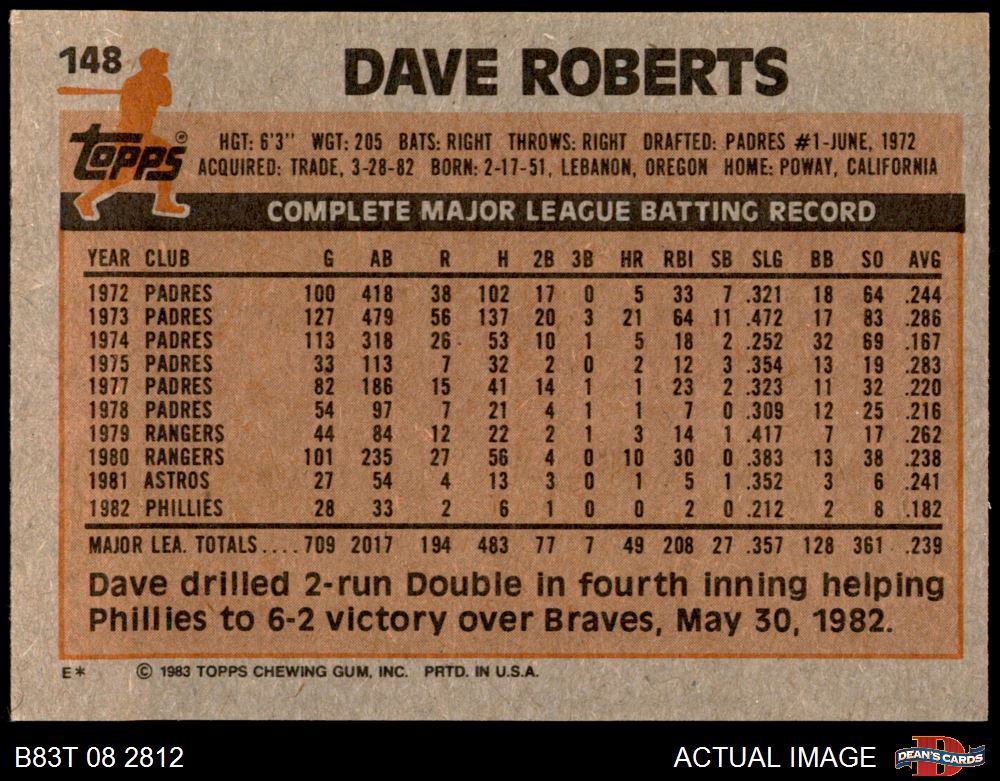 148
DAVE ROBERTS
Topps®
HGT: 6'3" WGT: 205 BATS: RIGHT THROWS: RIGHT DRAFTED: PADRES #1-JUNE, 1972
ACQUIRED: TRADE, 3-28-82 BORN: 2-17-51, LEBANON, OREGON HOME: POWAY, CALIFORNIA
COMPLETE MAJOR LEAGUE BATTING RECORD
YEAR CLUB G AB R H 2B 3B HR RBI SB SLG BB SO AVG
1972 PADRES 100 418 38 102 17 0 5 33 7 .321 18 64 .244
1973 PADRES 127 479 56 137 20 3 21 64 11 .472 17 83 .286
1974 PADRES 113 318 26 53 10 1 5 18 2 .252 32 69 .167
1975 PADRES 33 113 7 32 2 0 2 12 3 .354 13 19 .283
1977 PADRES 82 186 15 41 14 1 1 23 2 .323 11 32 .220
1978 PADRES 54 97 7 21 4 1 1 7 0 .309 12 25 .216
1979 RANGERS 44 84 12 22 2 1 3 14 1 .417 7 17 .262
1980 RANGERS 101 235 27 56 4 0 10 30 0 .383 13 38 .238
1981 ASTROS 27 54 4 13 3 0 1 5 1 .352 3 6 .241
1982 PHILLIES 28 33 2 6 1 0 0 2 0 .212 2 8 .182
MAJOR LEA. TOTALS.... 709 2017 194 483 77 7 49 208 27 .357 128 361 .239
Dave drilled 2-run Double in fourth inning helping
Phillies to 6-2 victory over Braves, May 30, 1982.
E* © 1983 TOPPS CHEWING GUM, INC. PRTD. IN U.S.A.
B83T 08 2812 ACTUAL IMAGE DEAN'S CARDS